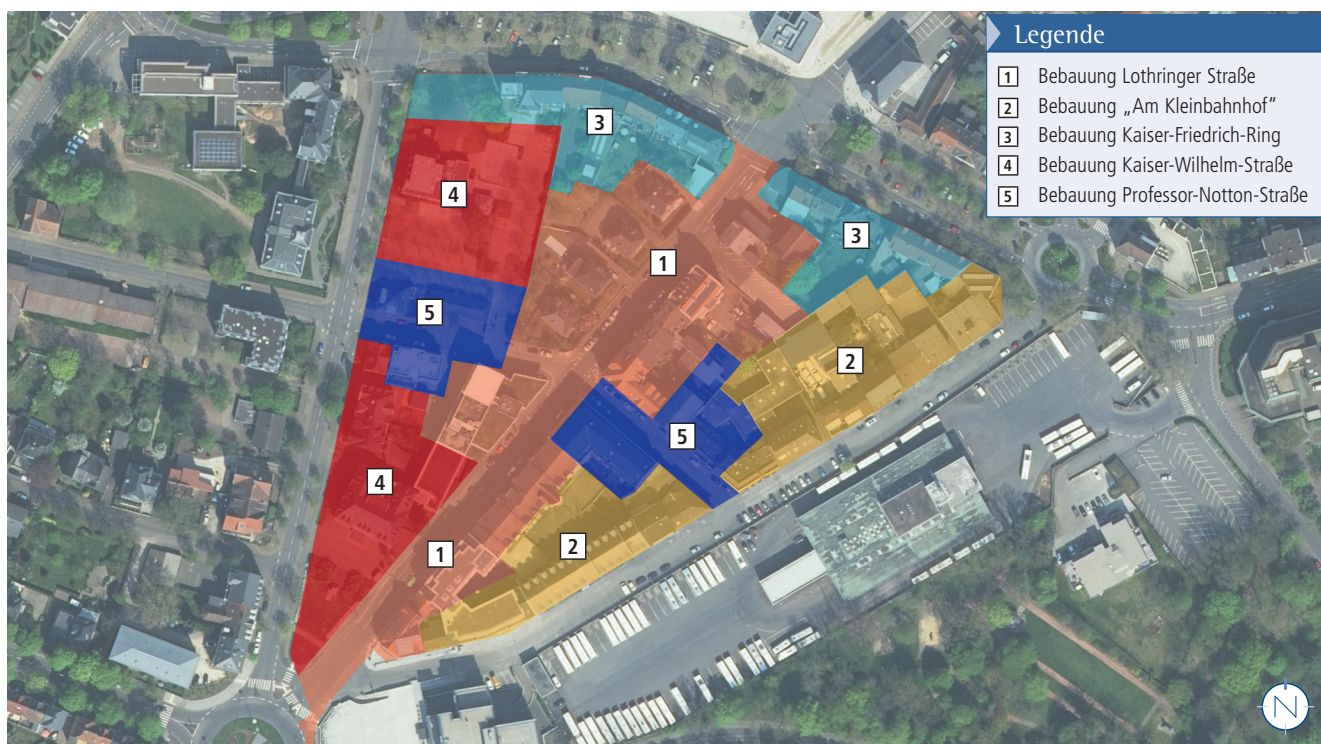 Legende
1 Bebauung Lothringer Straße
2 Bebauung „Am Kleinbahnhof“
3 Bebauung Kaiser-Friedrich-Ring
4 Bebauung Kaiser-Wilhelm-Straße
5 Bebauung Professor-Notton-Straße
3
4
3
1
5
2
5
4
1
2
N